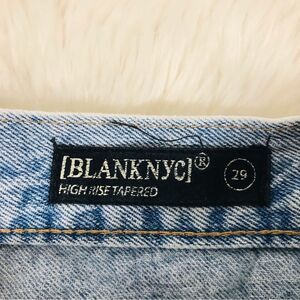 [BLANKNYC]®
HIGH RISE TAPERED
29